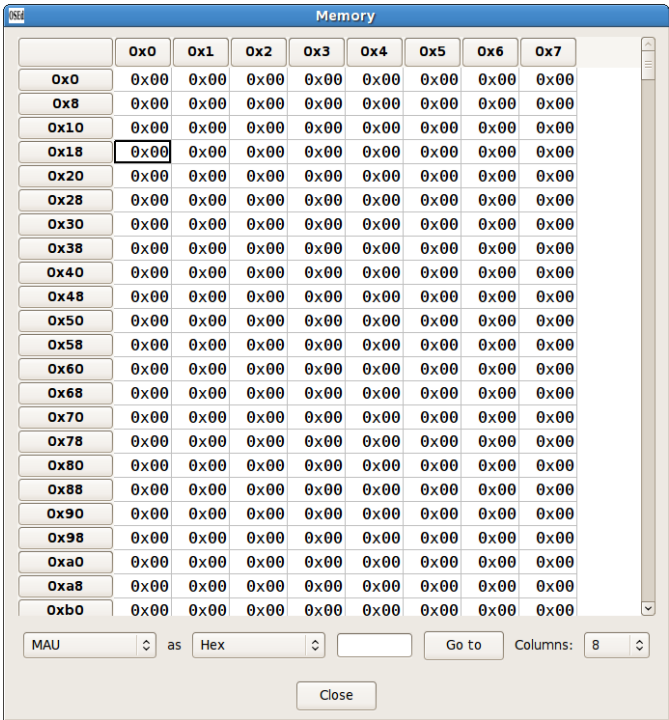 OSEd Memory
0x0 0x1 0x2 0x3 0x4 0x5 0x6 0x7
0x0 0x00 0x00 0x00 0x00 0x00 0x00 0x00 0x00
0x8 0x00 0x00 0x00 0x00 0x00 0x00 0x00 0x00
0x10 0x00 0x00 0x00 0x00 0x00 0x00 0x00 0x00
0x18 0x00 0x00 0x00 0x00 0x00 0x00 0x00 0x00
0x20 0x00 0x00 0x00 0x00 0x00 0x00 0x00 0x00
0x28 0x00 0x00 0x00 0x00 0x00 0x00 0x00 0x00
0x30 0x00 0x00 0x00 0x00 0x00 0x00 0x00 0x00
0x38 0x00 0x00 0x00 0x00 0x00 0x00 0x00 0x00
0x40 0x00 0x00 0x00 0x00 0x00 0x00 0x00 0x00
0x48 0x00 0x00 0x00 0x00 0x00 0x00 0x00 0x00
0x50 0x00 0x00 0x00 0x00 0x00 0x00 0x00 0x00
0x58 0x00 0x00 0x00 0x00 0x00 0x00 0x00 0x00
0x60 0x00 0x00 0x00 0x00 0x00 0x00 0x00 0x00
0x68 0x00 0x00 0x00 0x00 0x00 0x00 0x00 0x00
0x70 0x00 0x00 0x00 0x00 0x00 0x00 0x00 0x00
0x78 0x00 0x00 0x00 0x00 0x00 0x00 0x00 0x00
0x80 0x00 0x00 0x00 0x00 0x00 0x00 0x00 0x00
0x88 0x00 0x00 0x00 0x00 0x00 0x00 0x00 0x00
0x90 0x00 0x00 0x00 0x00 0x00 0x00 0x00 0x00
0x98 0x00 0x00 0x00 0x00 0x00 0x00 0x00 0x00
0xa0 0x00 0x00 0x00 0x00 0x00 0x00 0x00 0x00
0xa8 0x00 0x00 0x00 0x00 0x00 0x00 0x00 0x00
0xb0 0x00 0x00 0x00 0x00 0x00 0x00 0x00 0x00
MAU as Hex Go to Columns: 8
Close